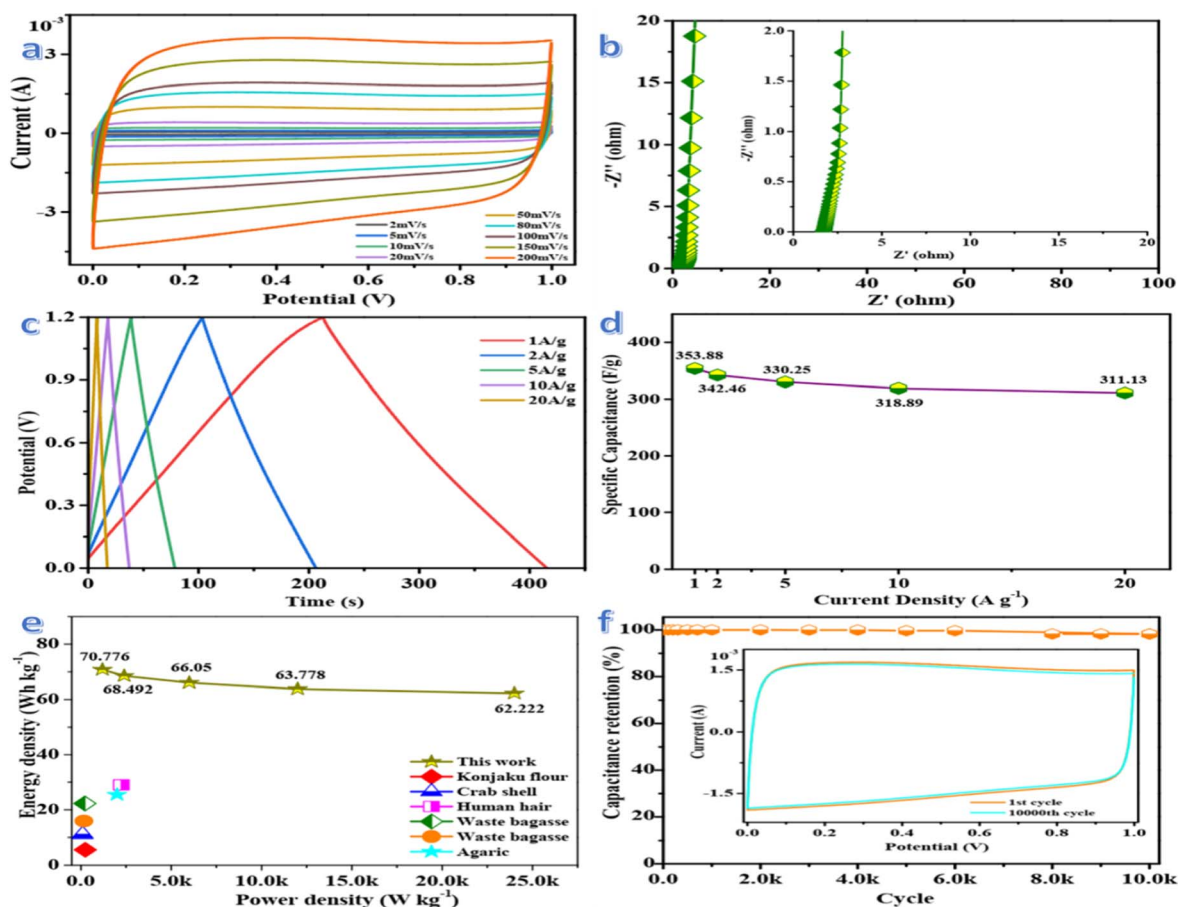 a
10⁻³
3
0
−3
Current (A)
2mV/s
5mV/s
10mV/s
20mV/s
50mV/s
80mV/s
100mV/s
150mV/s
200mV/s
0.0 0.2 0.4 0.6 0.8 1.0
Potential (V)
b
20
15
10
5
0
-Z'' (ohm)
2.0
1.5
1.0
0.5
0.0
-Z'' (ohm)
0 5 10 15 20
Z' (ohm)
0 20 40 60 80 100
Z' (ohm)
c
1.2
0.9
0.6
0.3
0.0
Potential (V)
1A/g
2A/g
5A/g
10A/g
20A/g
0 100 200 300 400
Time (s)
d
400
300
200
100
0
Specific Capacitance (F/g)
353.88
342.46
330.25
318.89
311.13
1 2 5 10 20
Current Density (A g⁻¹)
e
80
60
40
20
0
Energy density(Wh kg⁻¹)
70.776
68.492
66.05
63.778
62.222
This work
Konjaku flour
Crab shell
Human hair
Waste bagasse
Waste bagasse
Agaric
0.0 5.0k 10.0k 15.0k 20.0k 25.0k
Power density(W kg⁻¹)
f
100
80
60
40
20
0
Capacitance retention (%)
10⁻³
1.5
0.0
−1.5
Current (A)
1st cycle
10000th cycle
0.0 0.2 0.4 0.6 0.8 1.0
Potential (V)
0.0 2.0k 4.0k 6.0k 8.0k 10.0k
Cycle